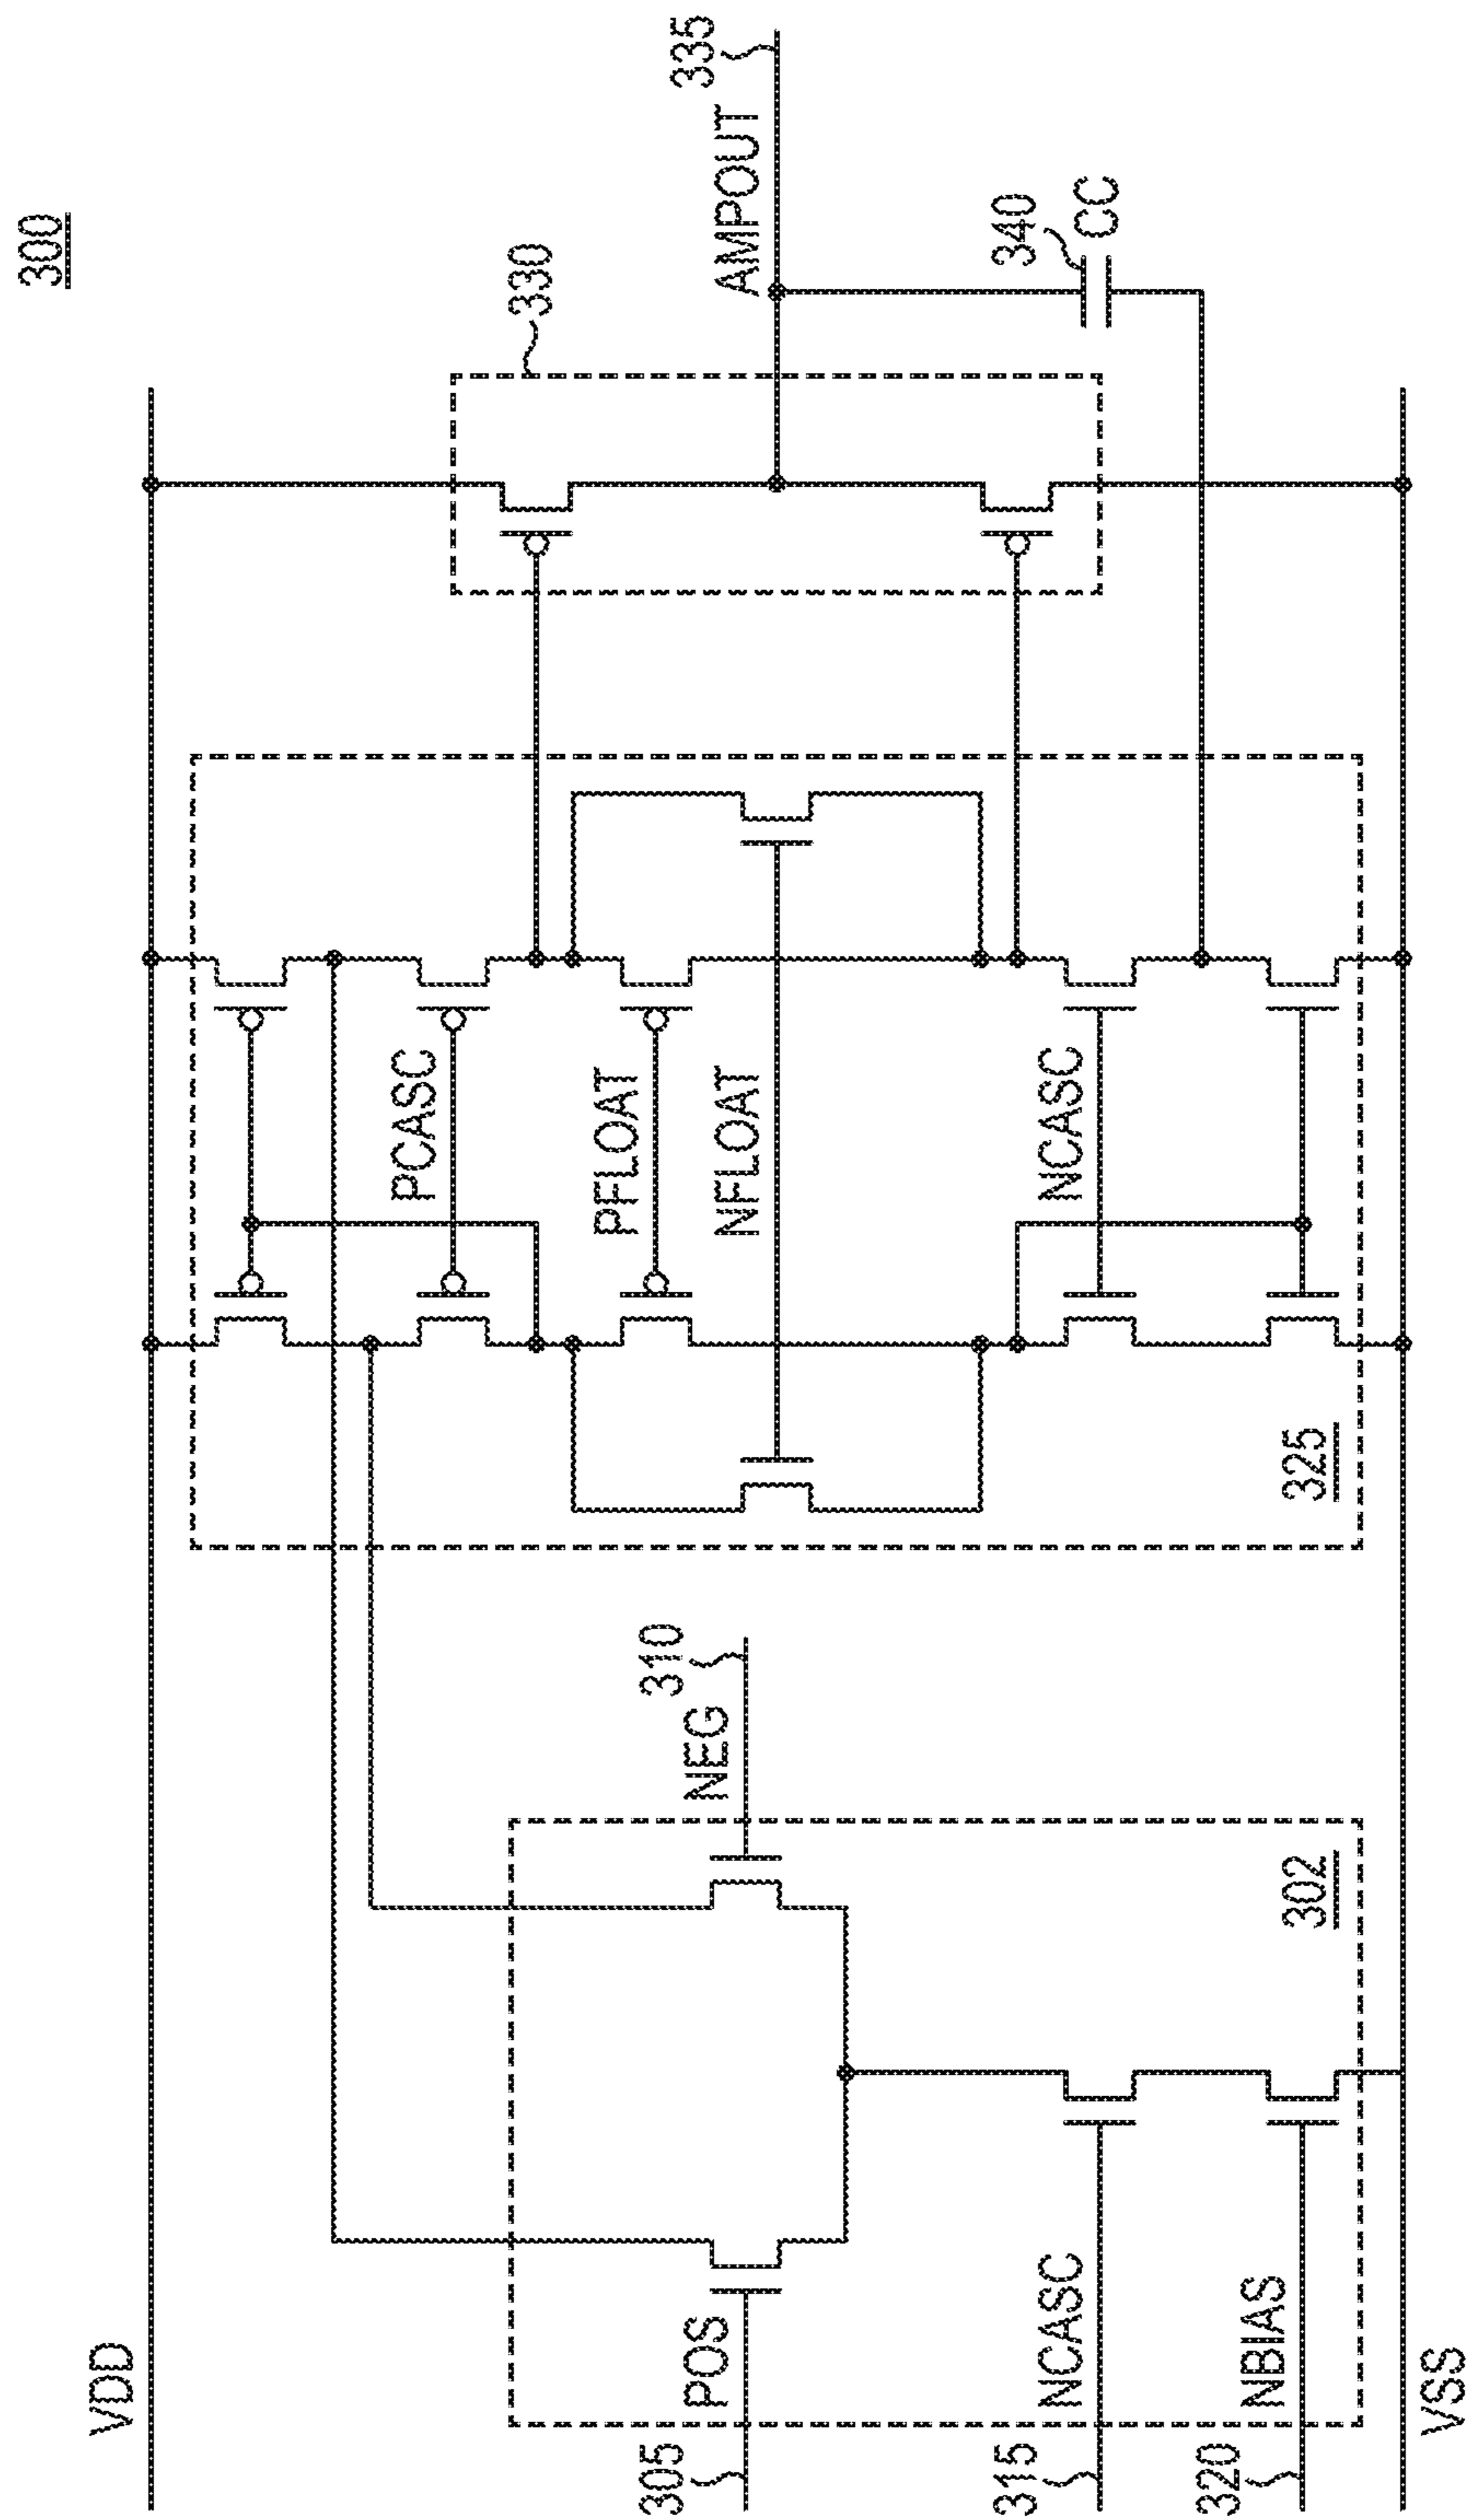 300
VDD
POS
305
NCASC
315
NBIAS
320
VSS
302
NEG
310
325
PCASC
PFLOAT
NFLOAT
NCASC
330
AMPOUT
335
340
CC